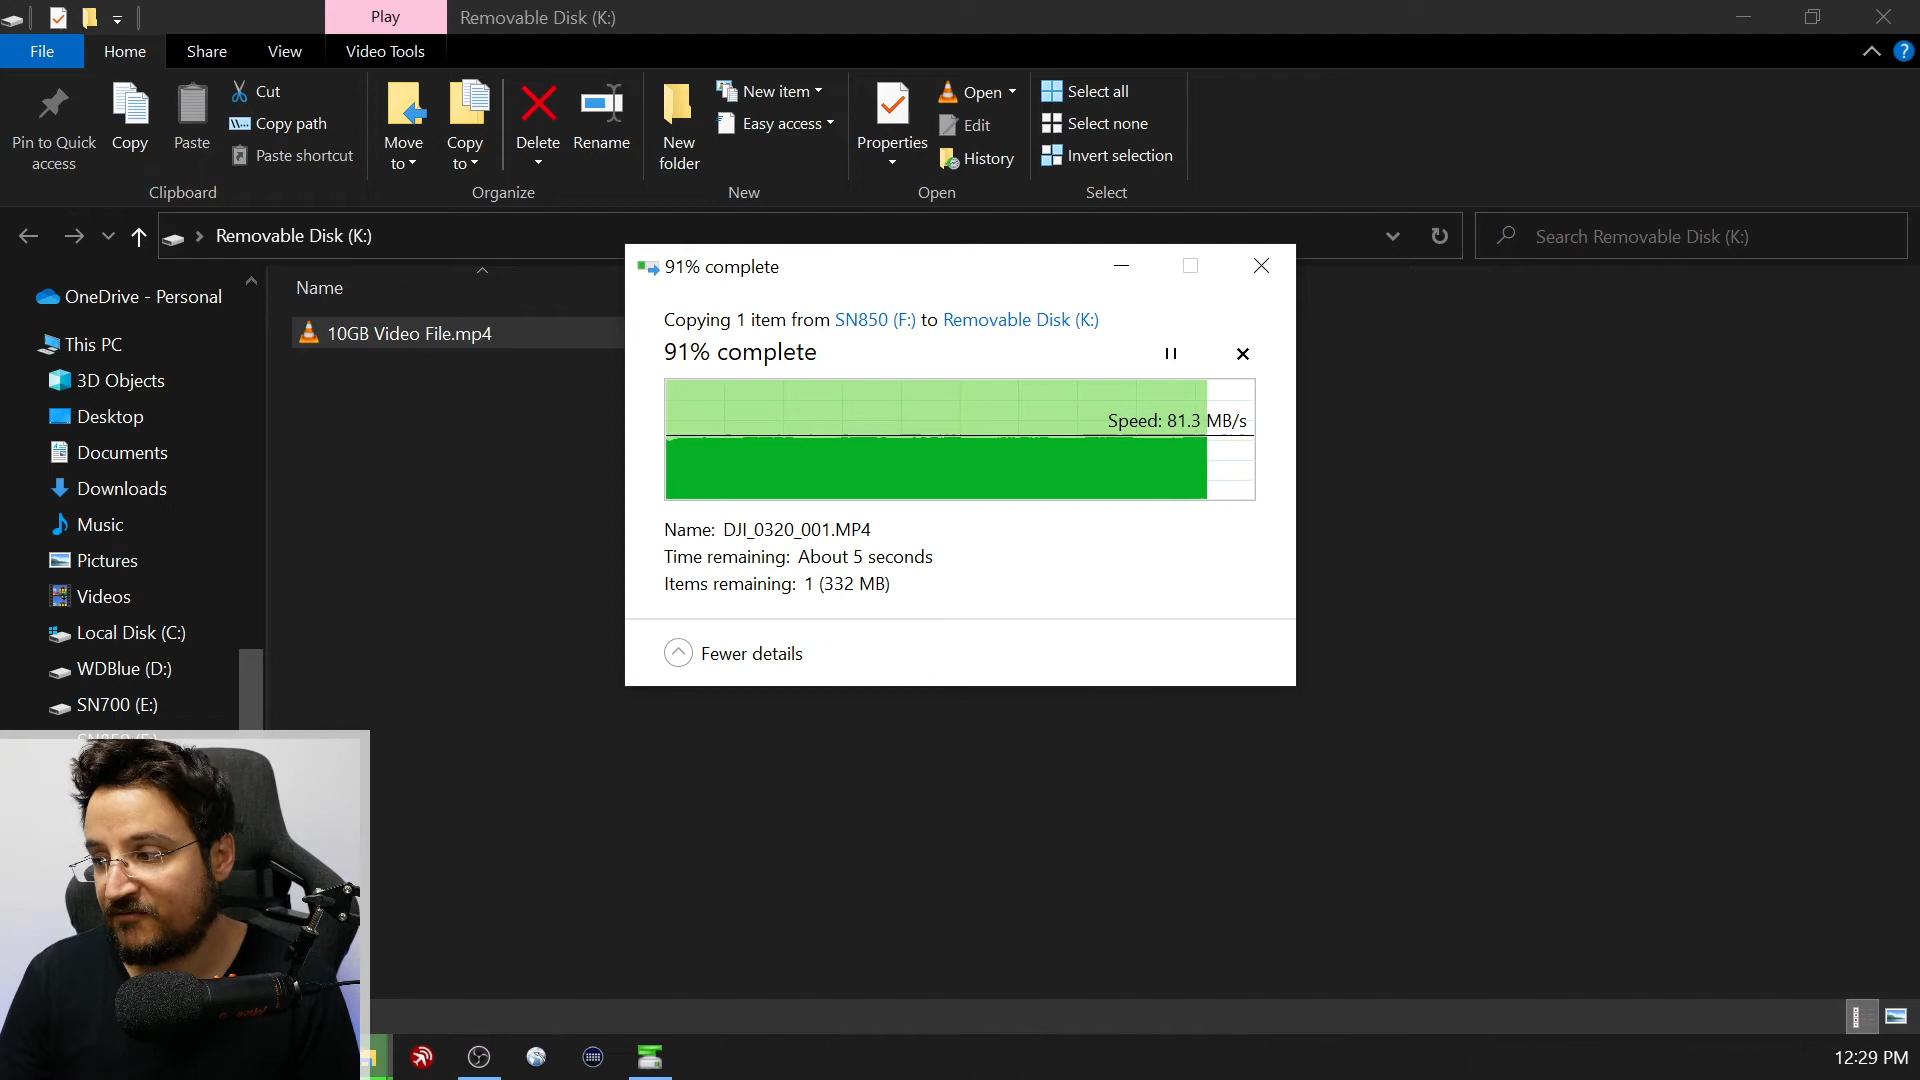 Play
Removable Disk (K:)
File
Home
Share
View
Video Tools
Pin to Quick
access
Copy
Paste
Cut
Copy path
Paste shortcut
Clipboard
Move
to
Copy
to
Delete
Rename
Organize
New
folder
New item
Easy access
New
Properties
Open
Edit
History
Open
Select all
Select none
Invert selection
Select
Removable Disk (K:)
Search Removable Disk (K:)
OneDrive - Personal
This PC
3D Objects
Desktop
Documents
Downloads
Music
Pictures
Videos
Local Disk (C:)
WDBlue (D:)
SN700 (E:)
SN850 (F:)
Name
10GB Video File.mp4
91% complete
Copying 1 item from SN850 (F:) to Removable Disk (K:)
91% complete
Speed: 81.3 MB/s
Name: DJI_0320_001.MP4
Time remaining: About 5 seconds
Items remaining: 1 (332 MB)
Fewer details
12:29 PM